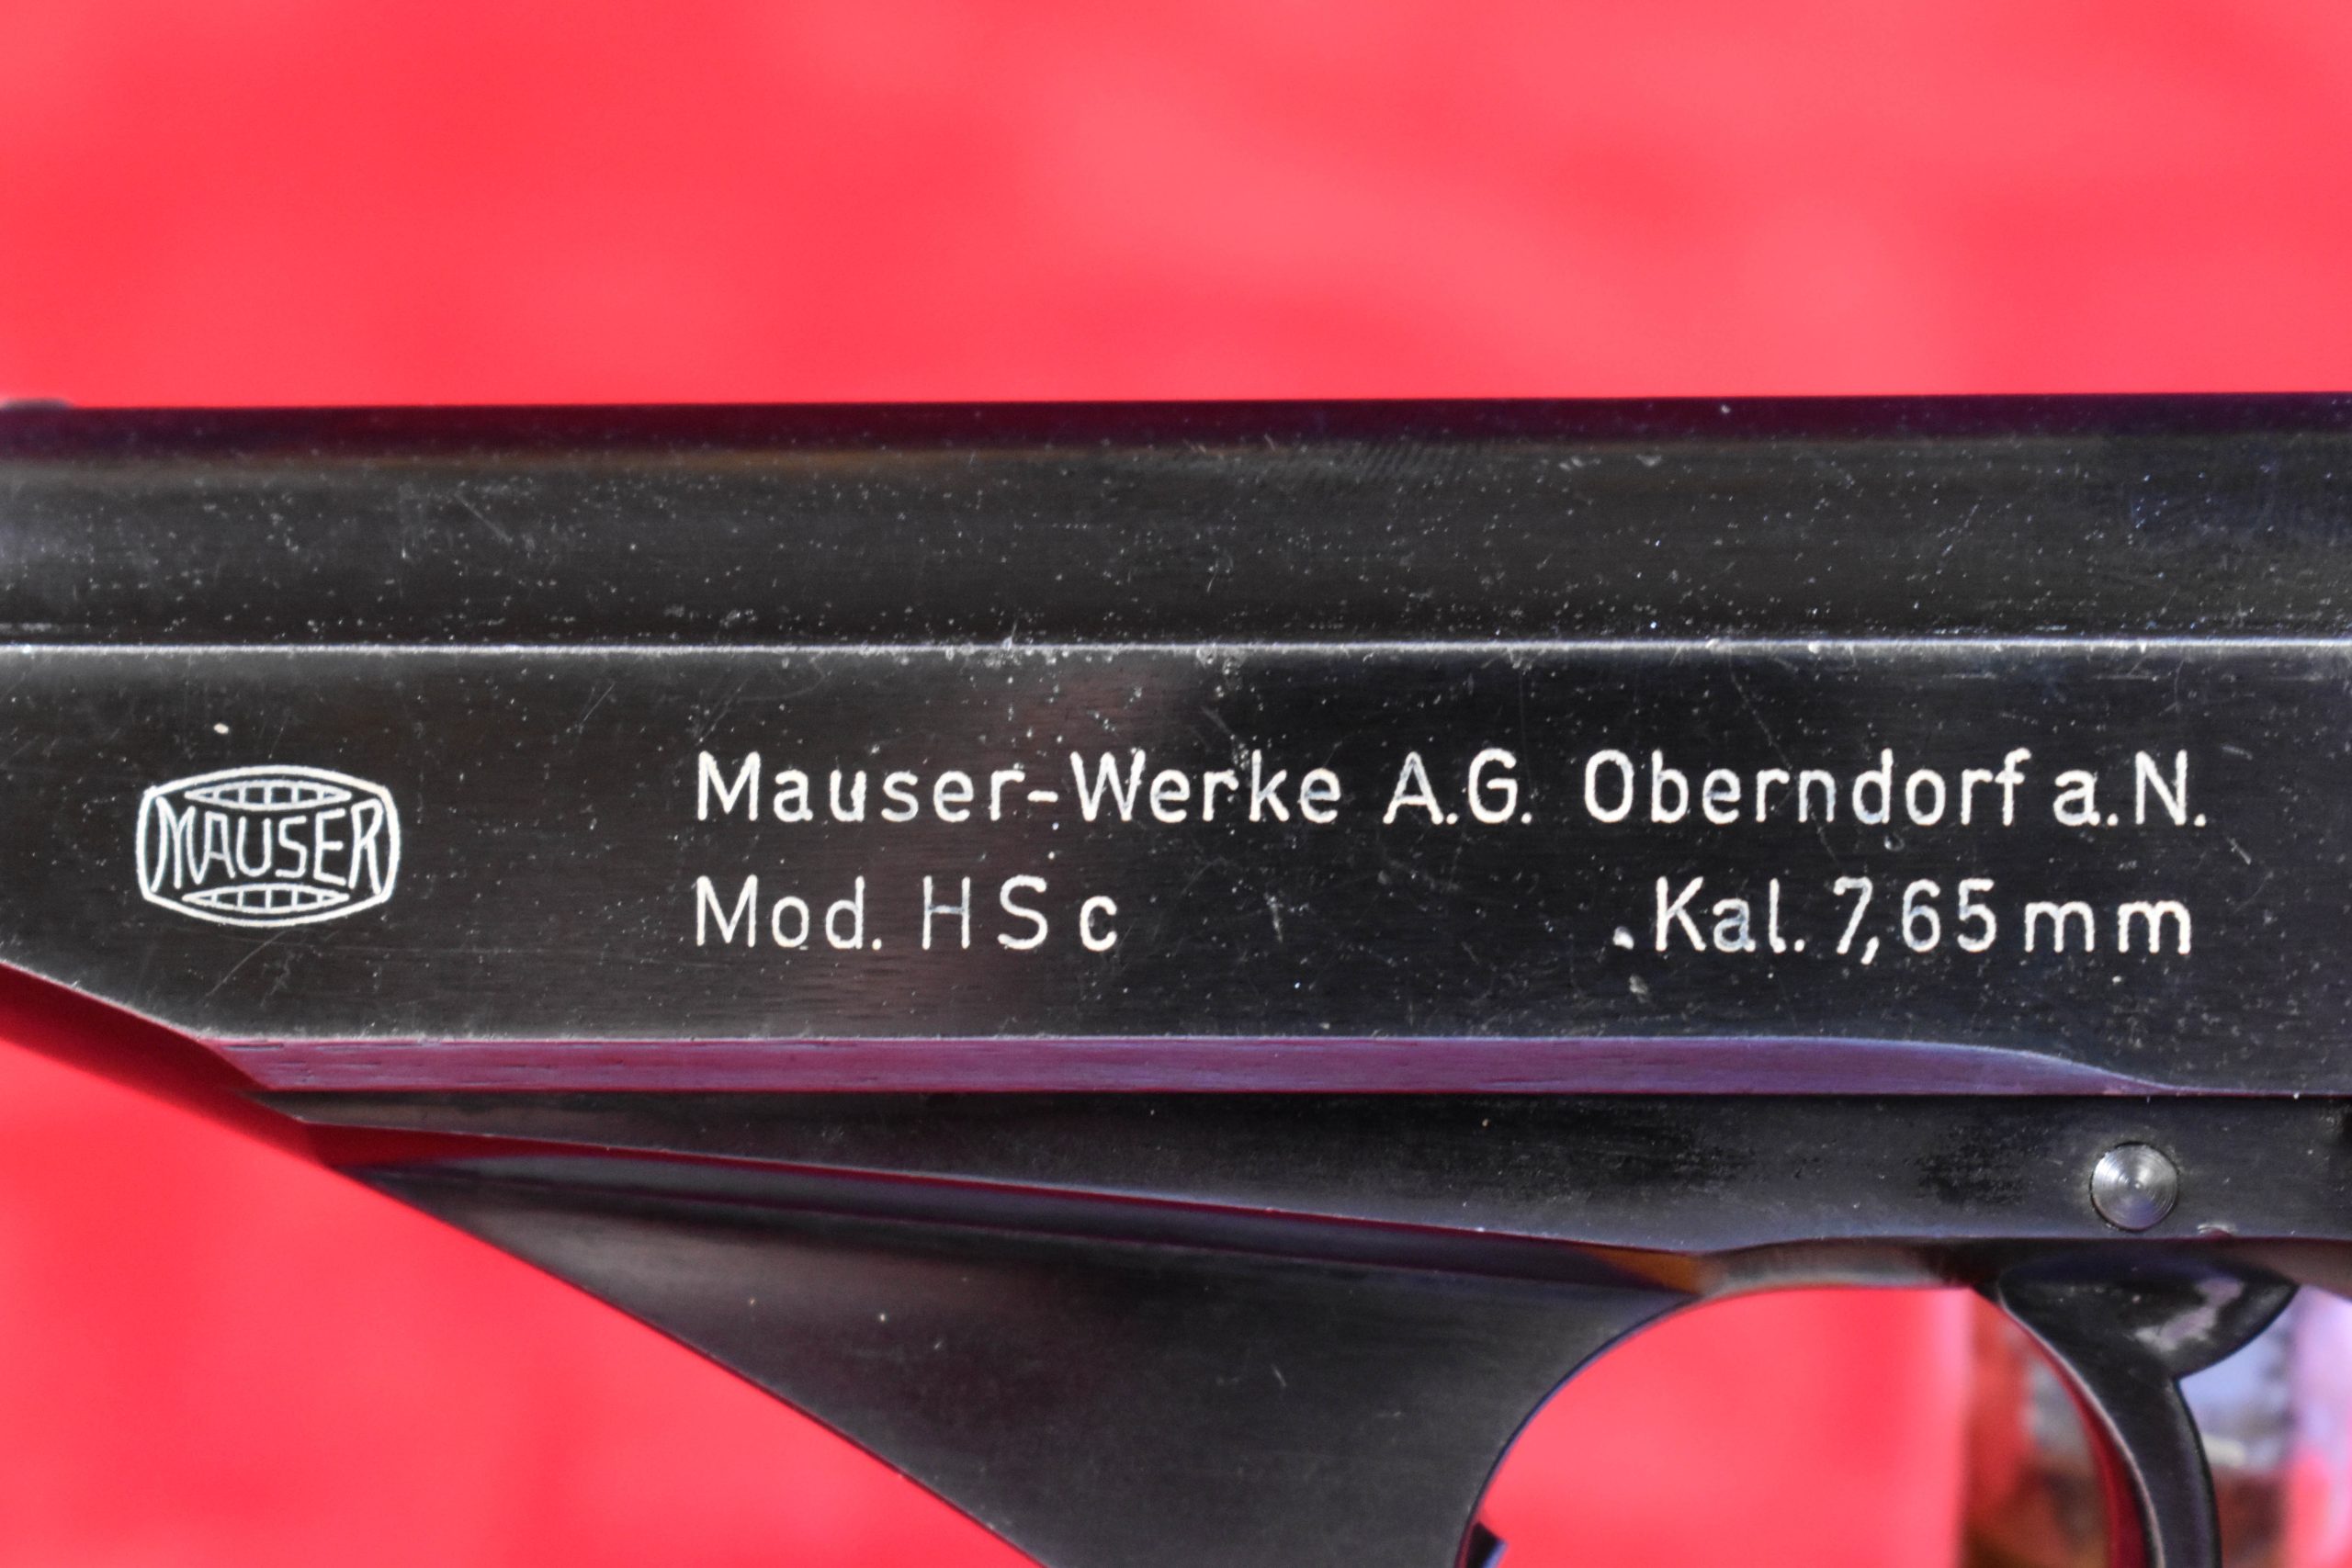 MAUSER
Mauser-Werke A.G. Oberndorf a. N.
Mod. HSc Kal. 7,65 mm